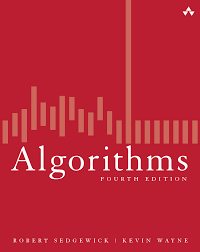 Algorithms
FOURTH EDITION
ROBERT SEDGEWICK | KEVIN WAYNE